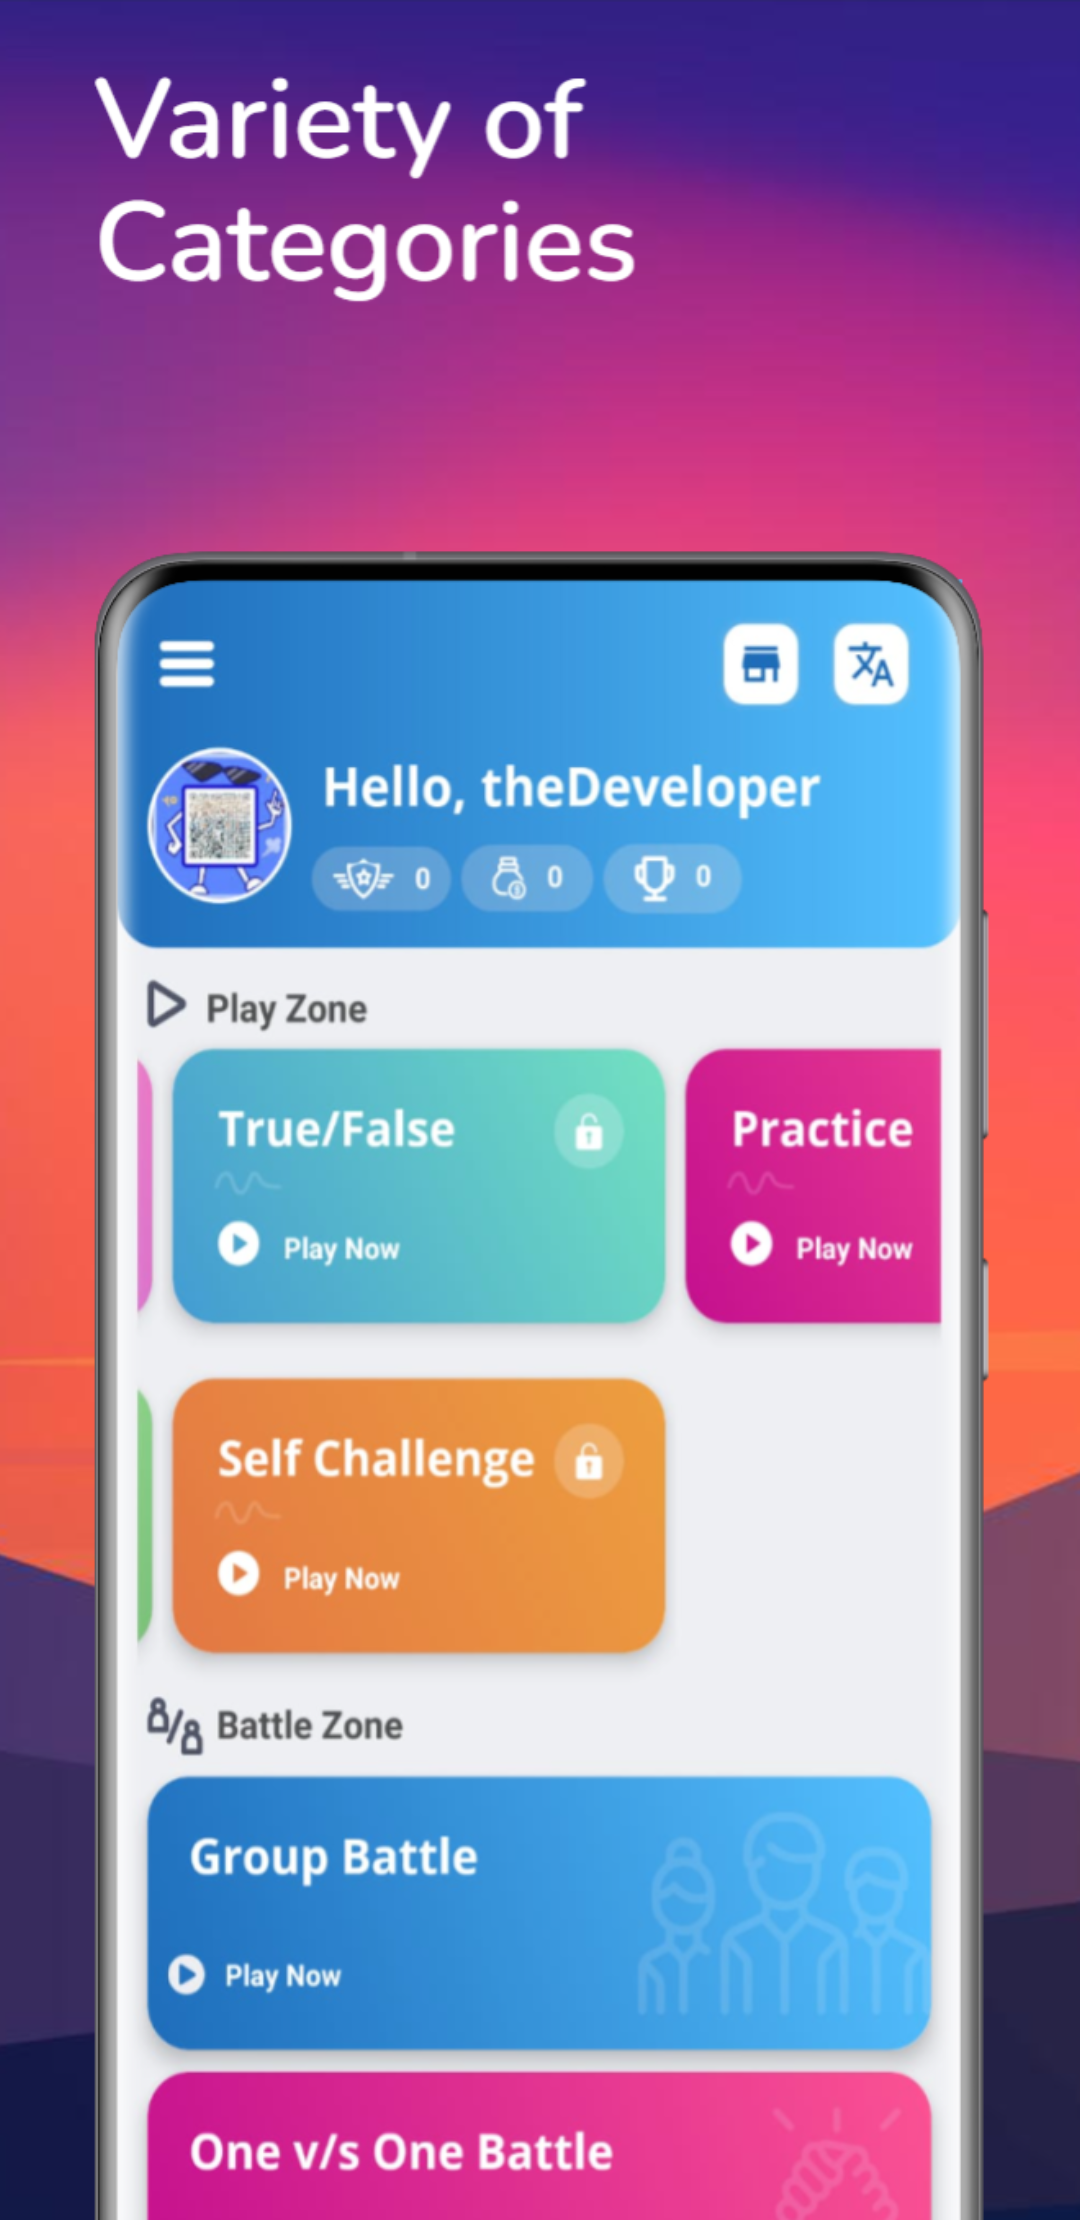 Variety of
Categories
Hello, theDeveloper
0 0 0
Play Zone
True/False
Play Now
Practice
Play Now
Self Challenge
Play Now
Battle Zone
Group Battle
Play Now
One v/s One Battle